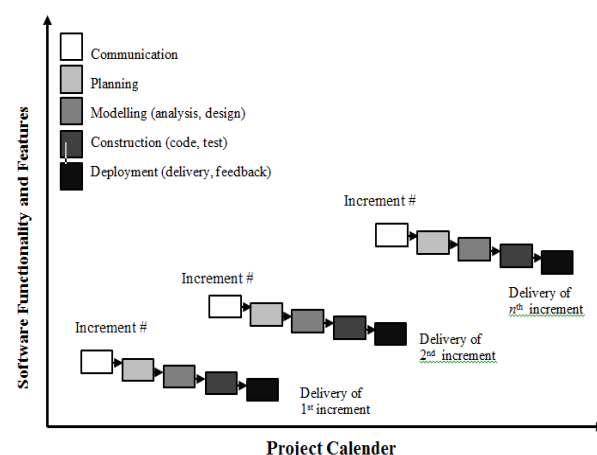 Software Functionality and Features
Communication
Planning
Modelling (analysis, design)
Construction (code, test)
Deployment (delivery, feedback)
Increment #
Delivery of
nth increment
Increment #
Delivery of
2nd increment
Increment #
Delivery of
1st increment
Project Calender